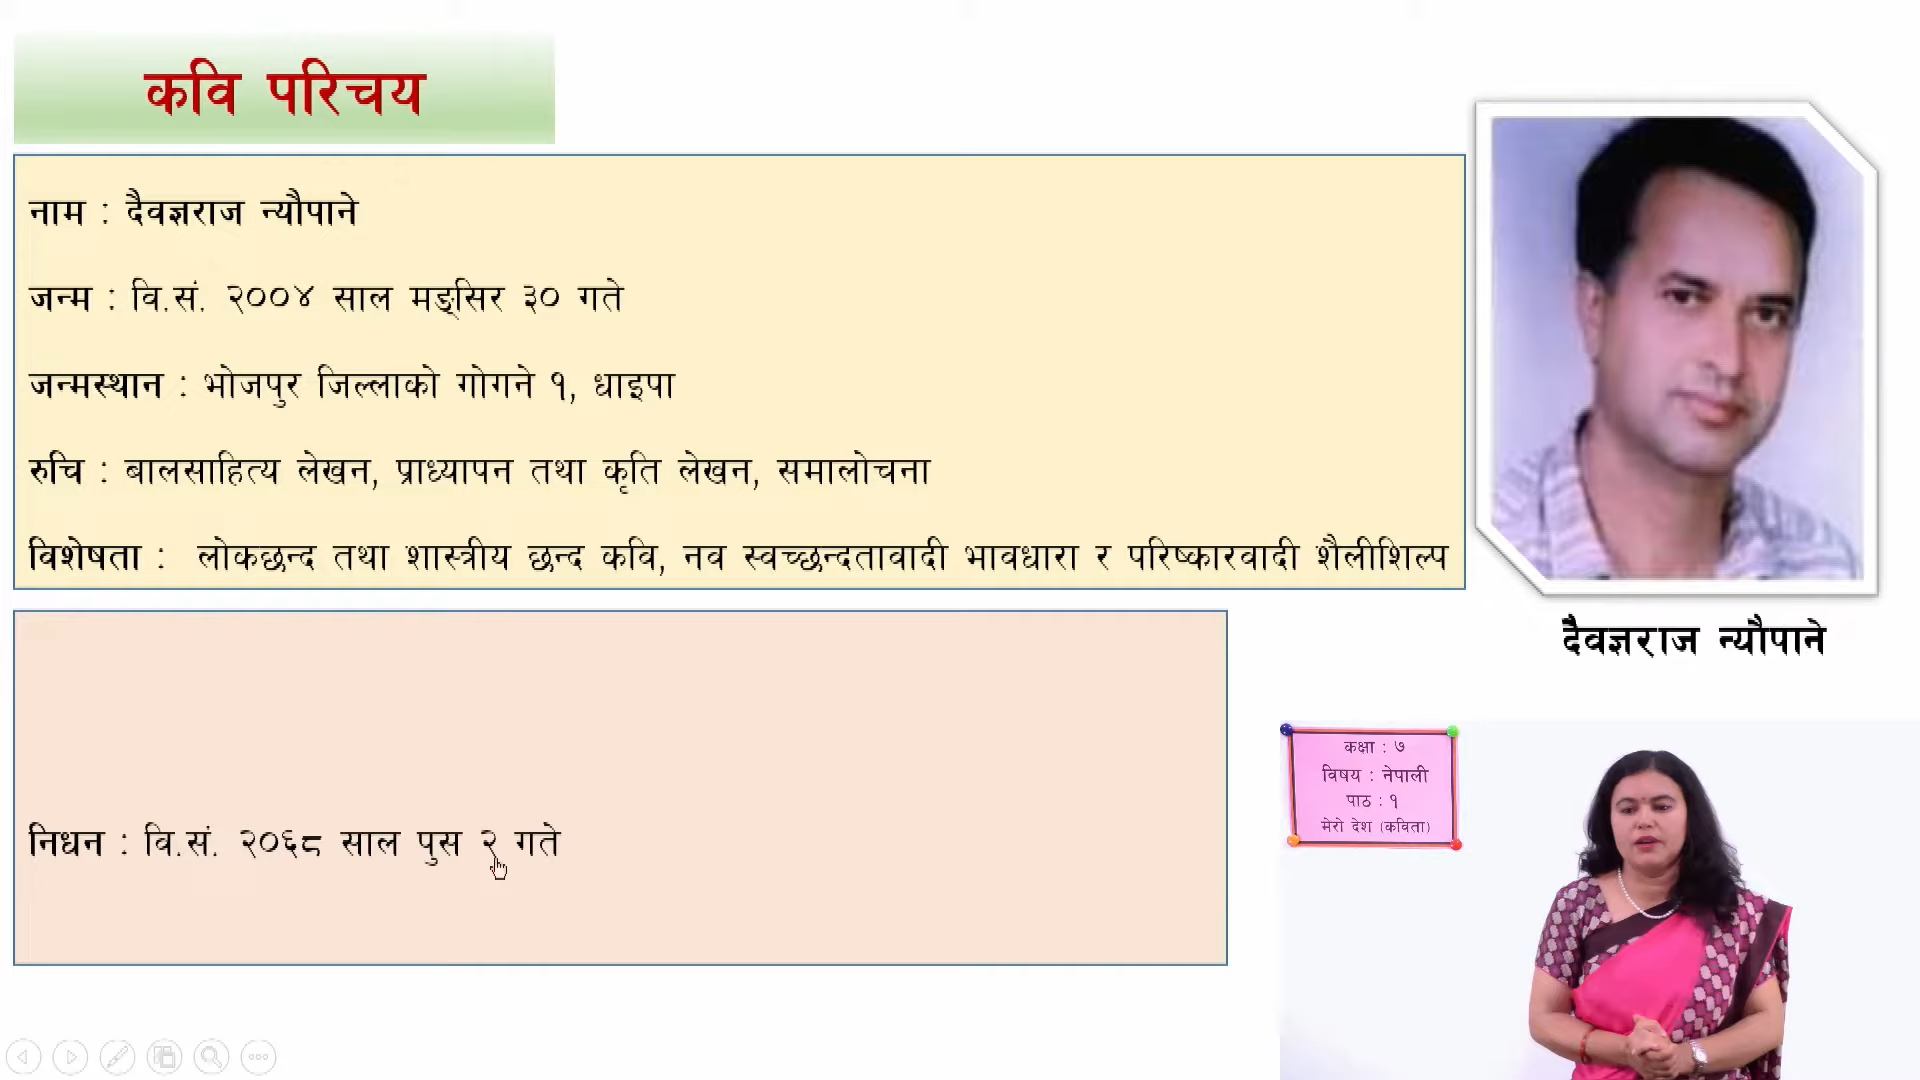 कवि परिचय
नाम : दैवज्ञराज न्यौपाने
जन्म : वि.सं. २००४ साल मङ्सिर ३० गते
जन्मस्थान : भोजपुर जिल्लाको गोगने १, धाइपा
रुचि : बालसाहित्य लेखन, प्राध्यापन तथा कृति लेखन, समालोचना
विशेषता : लोकछन्द तथा शास्त्रीय छन्द कवि, नव स्वच्छन्दतावादी भावधारा र परिष्कारवादी शैलीशिल्प
दैवज्ञराज न्यौपाने
निधन : वि.सं. २०६८ साल पुस २ गते
कक्षा : ७
विषय : नेपाली
पाठ : १
मेरो देश (कविता)